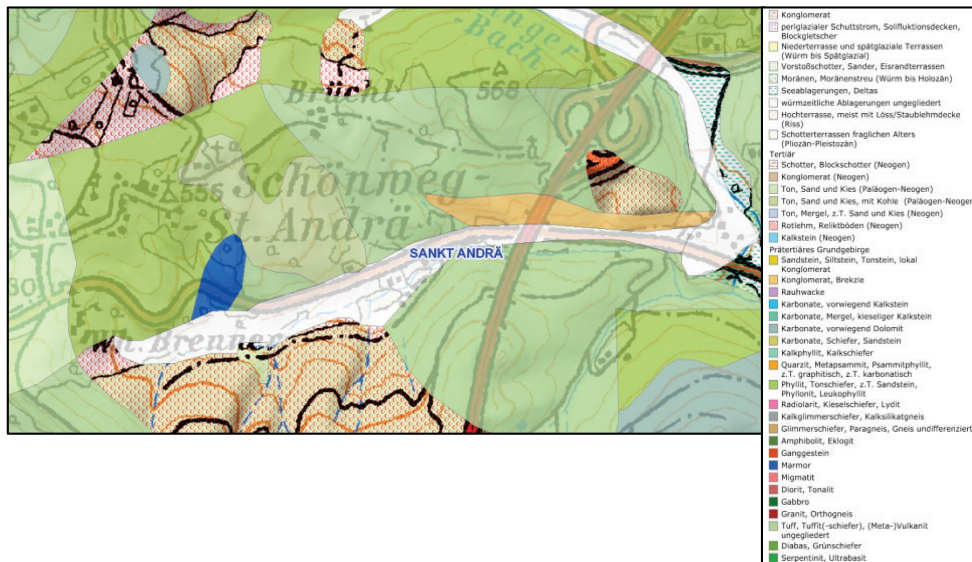 inger
Bach
Brückl
568
655
Schönweg-
St. Andrä
SANKT ANDRÄ
Wh. Brenner
Konglomerat
periglazialer Schuttstrom, Solifluktionsdecken,
Blockgletscher
Niederterrasse und spätglaziale Terrassen
(Würm bis Spätglazial)
Vorstoßschotter, Sander, Eisrandterrassen
Moränen, Moränenstreu (Würm bis Holozän)
Seeablagerungen, Deltas
würmzeitliche Ablagerungen ungegliedert
Hochterrasse, meist mit Löss/Staublehmdecke
(Riss)
Schotterterrassen fraglichen Alters
(Pliozän-Pleistozän)
Tertiär
Schotter, Blockschotter (Neogen)
Konglomerat (Neogen)
Ton, Sand und Kies (Paläogen-Neogen)
Ton, Sand und Kies, mit Kohle (Paläogen-Neogen
Ton, Mergel, z.T. Sand und Kies (Neogen)
Rotlehm, Reliktböden (Neogen)
Kalkstein (Neogen)
Prätertiäres Grundgebirge
Sandstein, Siltstein, Tonstein, lokal
Konglomerat
Konglomerat, Brekzie
Rauhwacke
Karbonate, vorwiegend Kalkstein
Karbonate, Mergel, kieseliger Kalkstein
Karbonate, vorwiegend Dolomit
Karbonate, Schiefer, Sandstein
Kalkphyllit, Kalkschiefer
Quarzit, Metapsammit, Psammitphyllit,
z.T. graphitisch, z.T. karbonatisch
Phyllit, Tonschiefer, z.T. Sandstein,
Phyllonit, Leukophyllit
Radiolarit, Kieselschiefer, Lydit
Kalkglimmerschiefer, Kalksilikatgneis
Glimmerschiefer, Paragneis, Gneis undifferenziert
Amphibolit, Eklogit
Ganggestein
Marmor
Migmatit
Diorit, Tonalit
Gabbro
Granit, Orthogneis
Tuff, Tuffit(-schiefer), (Meta-)Vulkanit
ungegliedert
Diabas, Grünschiefer
Serpentinit, Ultrabasit